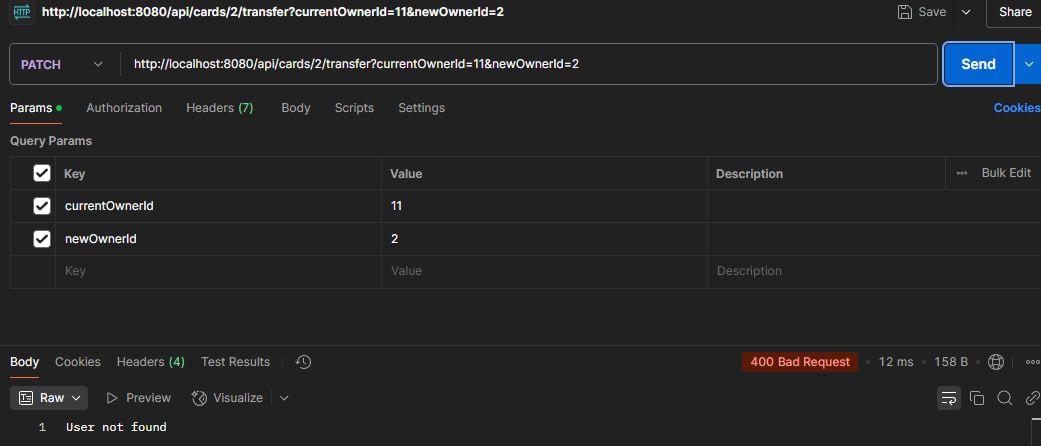 HTTP http://localhost:8080/api/cards/2/transfer?currentOwnerId=11&newOwnerId=2 Save Share
PATCH http://localhost:8080/api/cards/2/transfer?currentOwnerId=11&newOwnerId=2 Send
Params Authorization Headers (7) Body Scripts Settings Cookies
Query Params
Key Value Description Bulk Edit
currentOwnerId 11
newOwnerId 2
Key Value Description
Body Cookies Headers (4) Test Results 400 Bad Request 12 ms 158 B
Raw Preview Visualize
1 User not found